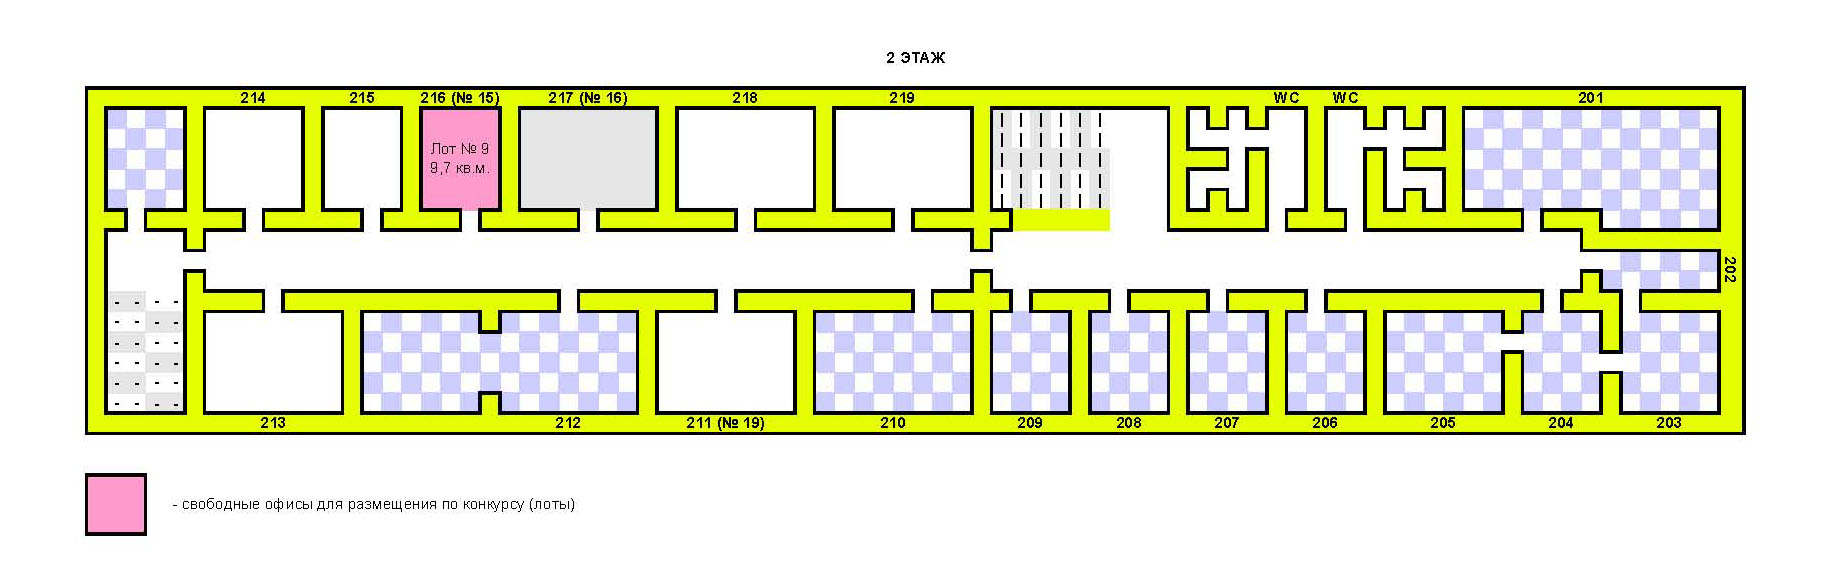 2 ЭТАЖ
214
215
216 (№ 15)
217 (№ 16)
218
219
WC
WC
201
Лот № 9
9,7 кв.м.
202
213
212
211 (№ 19)
210
209
208
207
206
205
204
203
- свободные офисы для размещения по конкурсу (лоты)